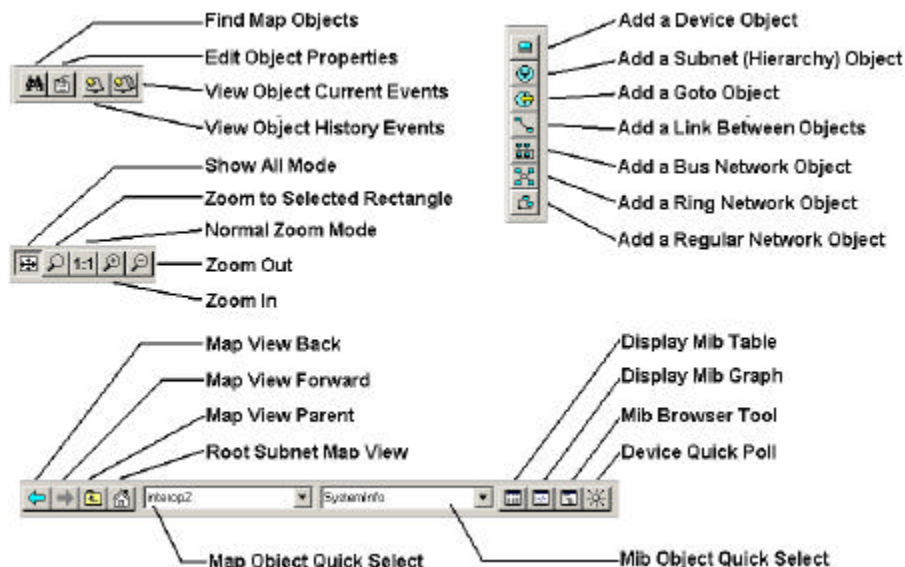 Find Map Objects
Edit Object Properties
View Object Current Events
View Object History Events
Show All Mode
Zoom to Selected Rectangle
Normal Zoom Mode
1:1
Zoom Out
Zoom In
Add a Device Object
Add a Subnet (Hierarchy) Object
Add a Goto Object
Add a Link Between Objects
Add a Bus Network Object
Add a Ring Network Object
Add a Regular Network Object
Map View Back
Map View Forward
Map View Parent
Root Subnet Map View
Display Mib Table
Display Mib Graph
Mib Browser Tool
Device Quick Poll
interop2
SystemInfo
Map Object Quick Select
Mib Object Quick Select